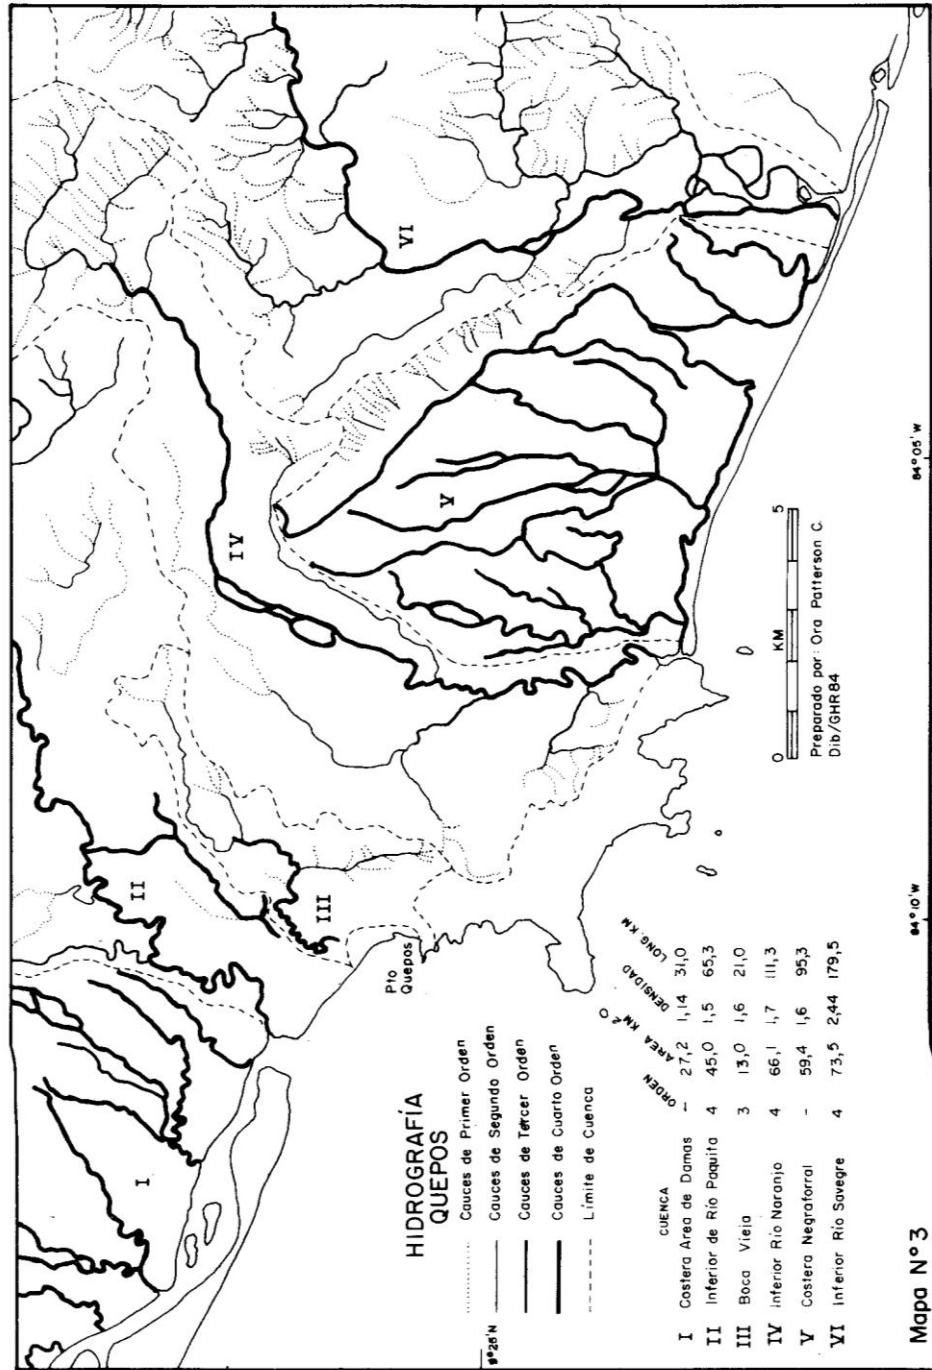 HIDROGRAFÍA
QUEPOS
Cauces de Primer Orden
Cauces de Segundo Orden
Cauces de Tercer Orden
Cauces de Cuarto Orden
Límite de Cuenca
CUENCA ORDEN AREA KM2 DENSIDAD LONG. KM
I Costera Area de Damas - 27,2 1,14 31,0
II Inferior de Río Paquita 4 45,0 1,5 65,3
III Boca Vieja 3 13,0 1,6 21,0
IV Inferior Río Naranjo 4 66,1 1,7 111,3
V Costera Negraforral - 59,4 1,6 95,3
VI Inferior Río Savegre 4 73,5 2,44 179,5
Mapa N°3
I
II
III
IV
V
VI
Pto
Quepos
0 KM 5
Preparado por: Ora Patterson C.
Dib/GHR84
9°26'N
84°10'W
84°05'W